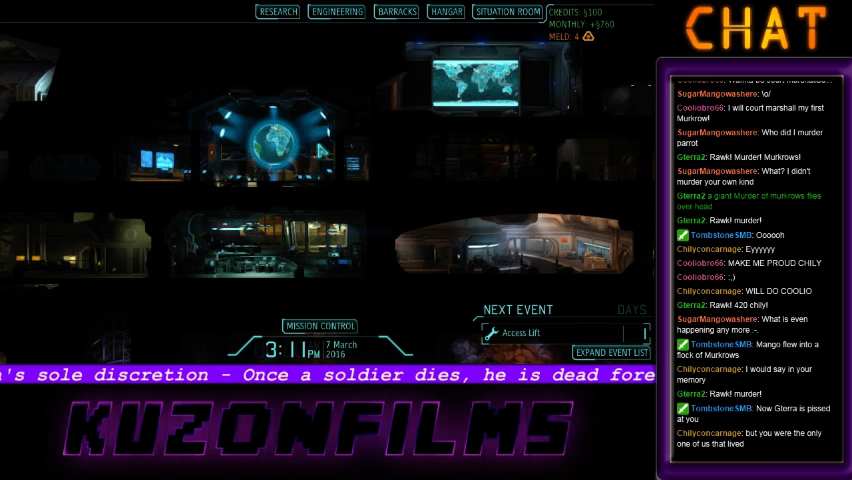 RESEARCH
ENGINEERING
BARRACKS
HANGAR
SITUATION ROOM
CREDITS: §100
MONTHLY: +§760
MELD: 4
CHAT
SugarMangowashere: \o/
Cooliobro66: I will court marshall my first
Murkrow!
SugarMangowashere: Who did I murder
parrot
Gterra2: Rawk! Murder! Murkrows!
SugarMangowashere: What? I didn't
murder your own kind
Gterra2 a giant Murder of murkrows flies
over head
Gterra2: Rawk! murder!
TombstoneSMB: Oooooh
Chilyconcarnage: Eyyyyyy
Cooliobro66: MAKE ME PROUD CHILY
Cooliobro66: :,)
Chilyconcarnage: WILL DO COOLIO
Gterra2: Rawk! 420 chily!
SugarMangowashere: What is even
happening any more .-.
TombstoneSMB: Mango flew into a
flock of Murkrows
Chilyconcarnage: I would say in your
memory
Gterra2: Rawk! murder!
TombstoneSMB: Now Gterra is pissed
at you
Chilyconcarnage: but you were the only
one of us that lived
NEXT EVENT
DAYS
Access Lift
1
EXPAND EVENT LIST
MISSION CONTROL
3:11 PM
7 March
2016
's sole discretion - Once a soldier dies, he is dead fore
KUZONFILMS